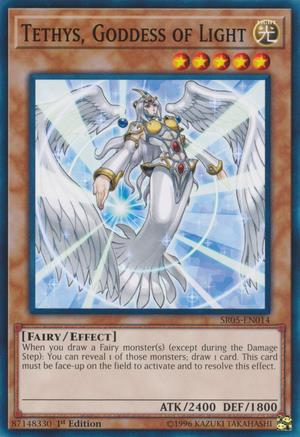 TETHYS, GODDESS OF LIGHT
LIGHT
光
SR05-EN014
[FAIRY/EFFECT]
When you draw a Fairy monster(s) (except during the Damage
Step): You can reveal 1 of those monsters; draw 1 card. This card
must be face-up on the field to activate and to resolve this effect.
ATK/2400 DEF/1800
87148330 1st Edition ©1996 KAZUKI TAKAHASHI